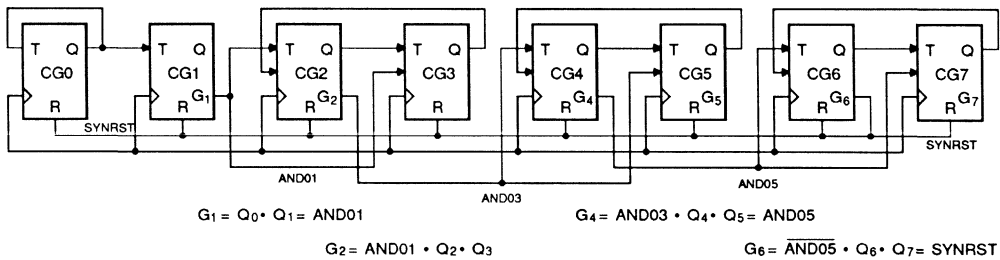 T Q T Q T Q T Q T Q T Q T Q T Q
CG0 CG1 CG2 CG3 CG4 CG5 CG6 CG7
R R G₁ R G₂ R R G₄ R G₅ R G₆ R G₇
SYNRST SYNRST
AND01 AND03 AND05
G₁ = Q₀ • Q₁ = AND01 G₄ = AND03 • Q₄ • Q₅ = AND05
G₂ = AND01 • Q₂ • Q₃ G₆ = \overline{AND05} • Q₆ • Q₇ = SYNRST